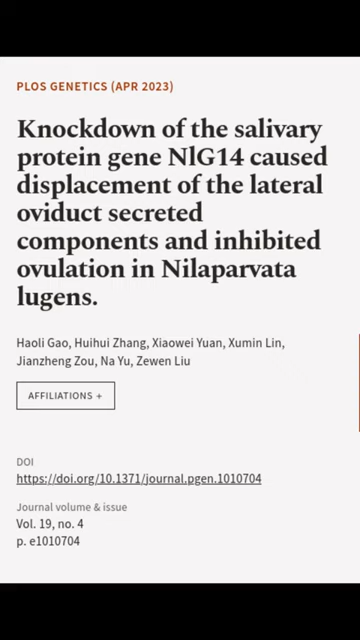 PLOS GENETICS (APR 2023)
Knockdown of the salivary
protein gene NlG14 caused
displacement of the lateral
oviduct secreted
components and inhibited
ovulation in Nilaparvata
lugens.
Haoli Gao, Huihui Zhang, Xiaowei Yuan, Xumin Lin,
Jianzheng Zou, Na Yu, Zewen Liu
AFFILIATIONS +
DOI
https://doi.org/10.1371/journal.pgen.1010704
Journal volume & issue
Vol. 19, no. 4
p. e1010704